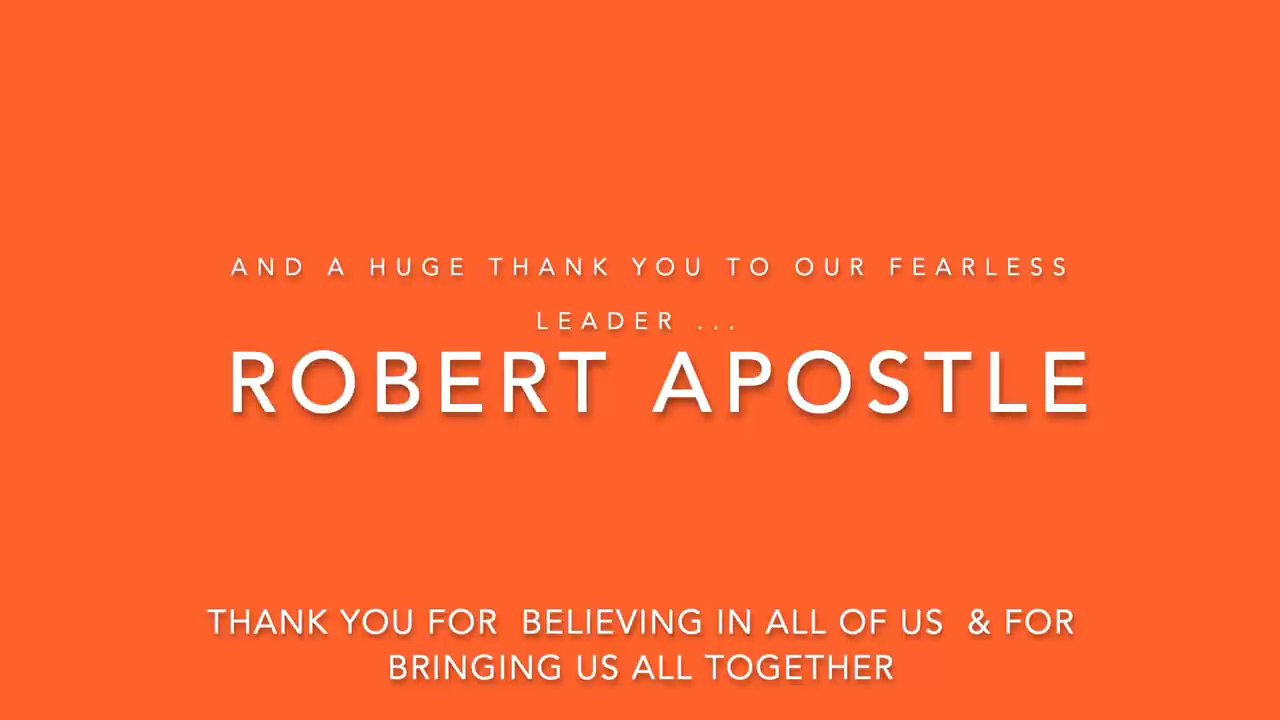 AND A HUGE THANK YOU TO OUR FEARLESS
LEADER ...
ROBERT APOSTLE
THANK YOU FOR  BELIEVING IN ALL OF US  & FOR
BRINGING US ALL TOGETHER